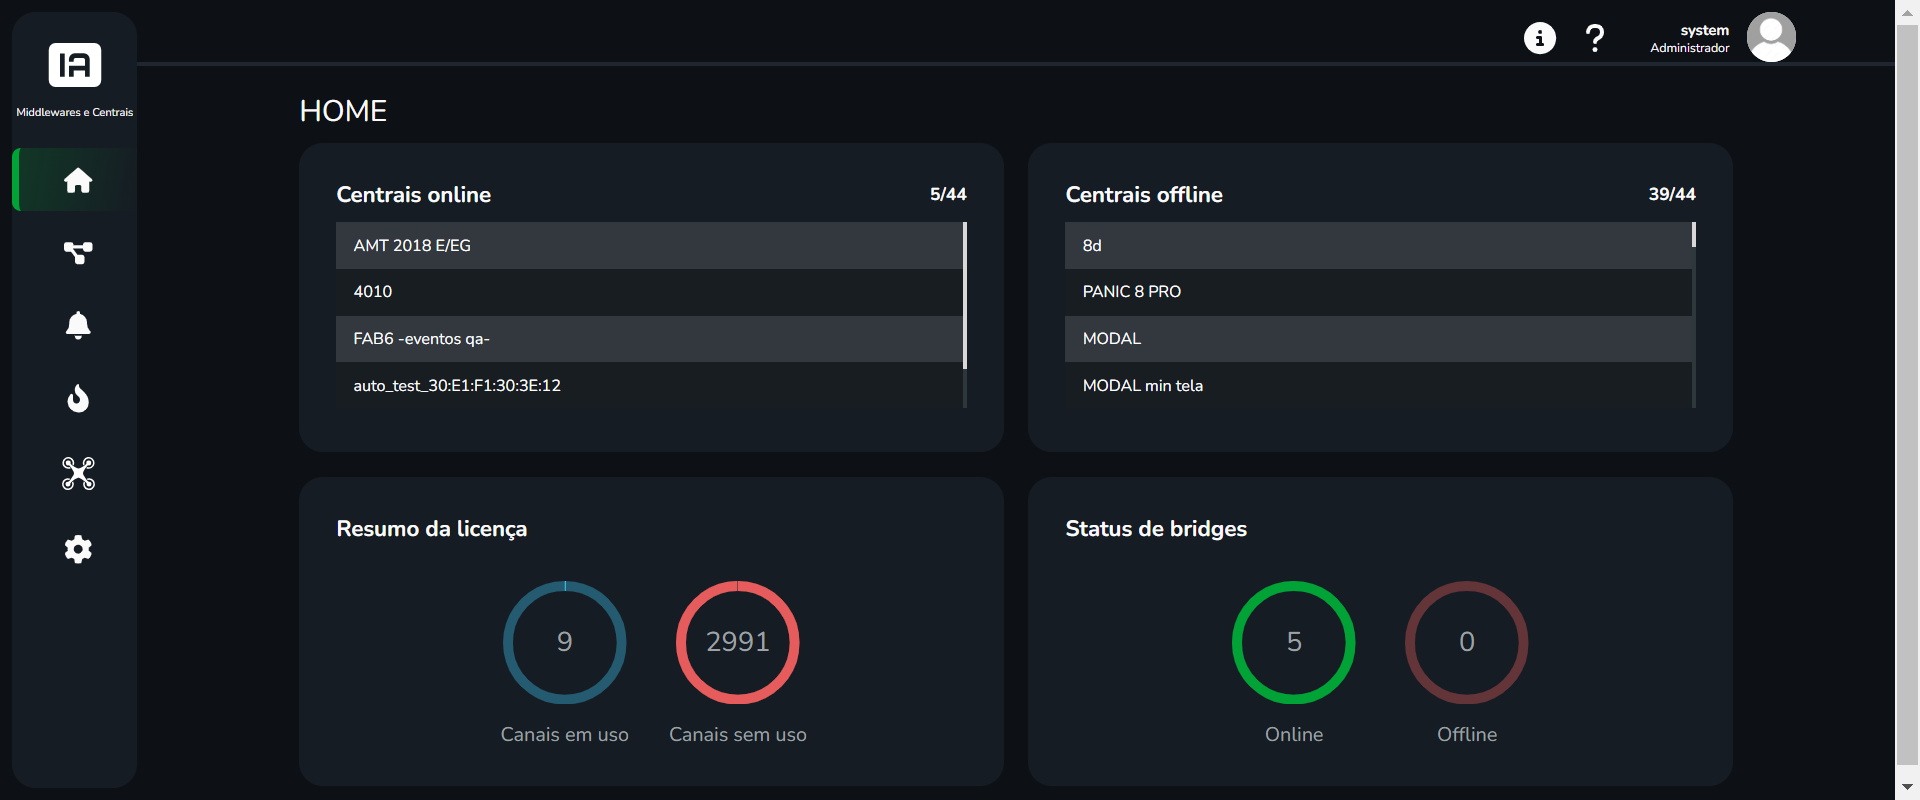 IA
Middlewares e Centrais
system
Administrador
HOME
Centrais online
5/44
AMT 2018 E/EG
4010
FAB6 -eventos qa-
auto_test_30:E1:F1:30:3E:12
Centrais offline
39/44
8d
PANIC 8 PRO
MODAL
MODAL min tela
Resumo da licença
9
Canais em uso
2991
Canais sem uso
Status de bridges
5
Online
0
Offline